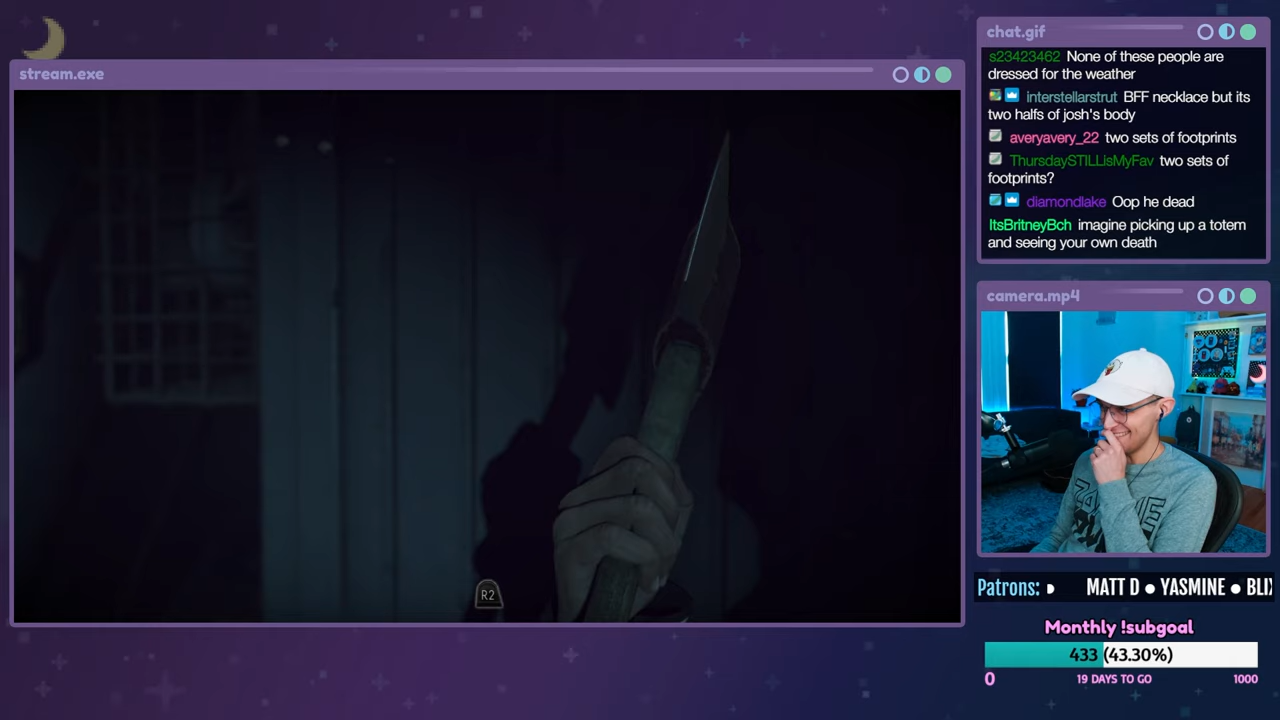 stream.exe
R2
chat.gif
s23423462 None of these people are
dressed for the weather
interstellarstrut BFF necklace but its
two halfs of josh's body
averyavery_22 two sets of footprints
ThursdaySTILLisMyFav two sets of
footprints?
diamondlake Oop he dead
ItsBritneyBch imagine picking up a totem
and seeing your own death
camera.mp4
Patrons: MATT D ● YASMINE ●
Monthly !subgoal
433 (43.30%)
0 19 DAYS TO GO 1000